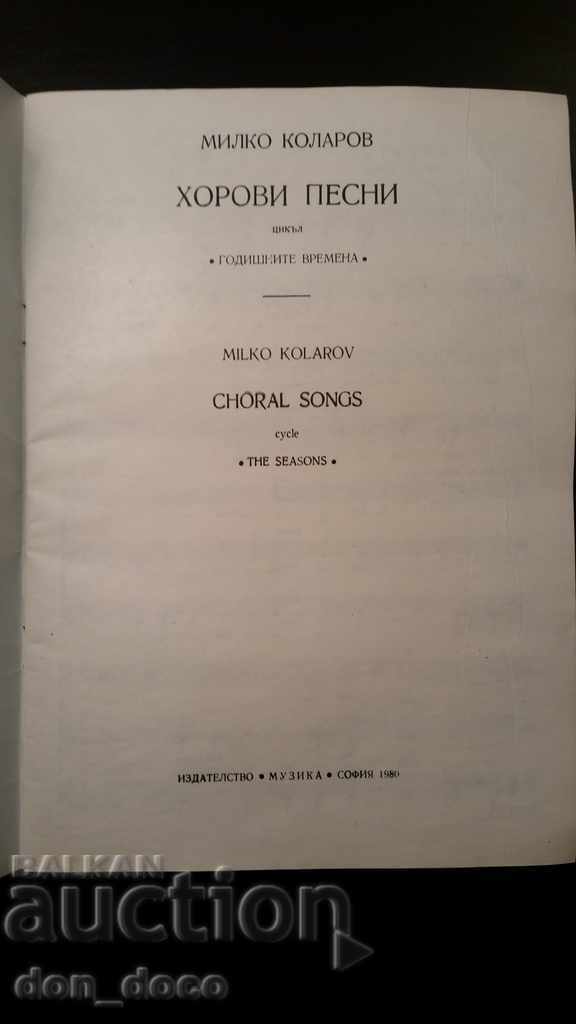 МИЛКО КОЛАРОВ
ХОРОВИ ПЕСНИ
цикъл
• ГОДИШНИТЕ ВРЕМЕНА •
MILKO KOLAROV
CHORAL SONGS
cycle
• THE SEASONS •
ИЗДАТЕЛСТВО • МУЗИКА • СОФИЯ 1980
BALKAN
auction
don_doco